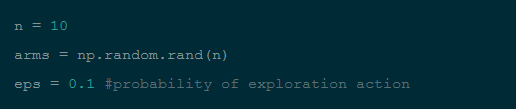 n = 10
arms = np.random.rand(n)
eps = 0.1 #probability of exploration action